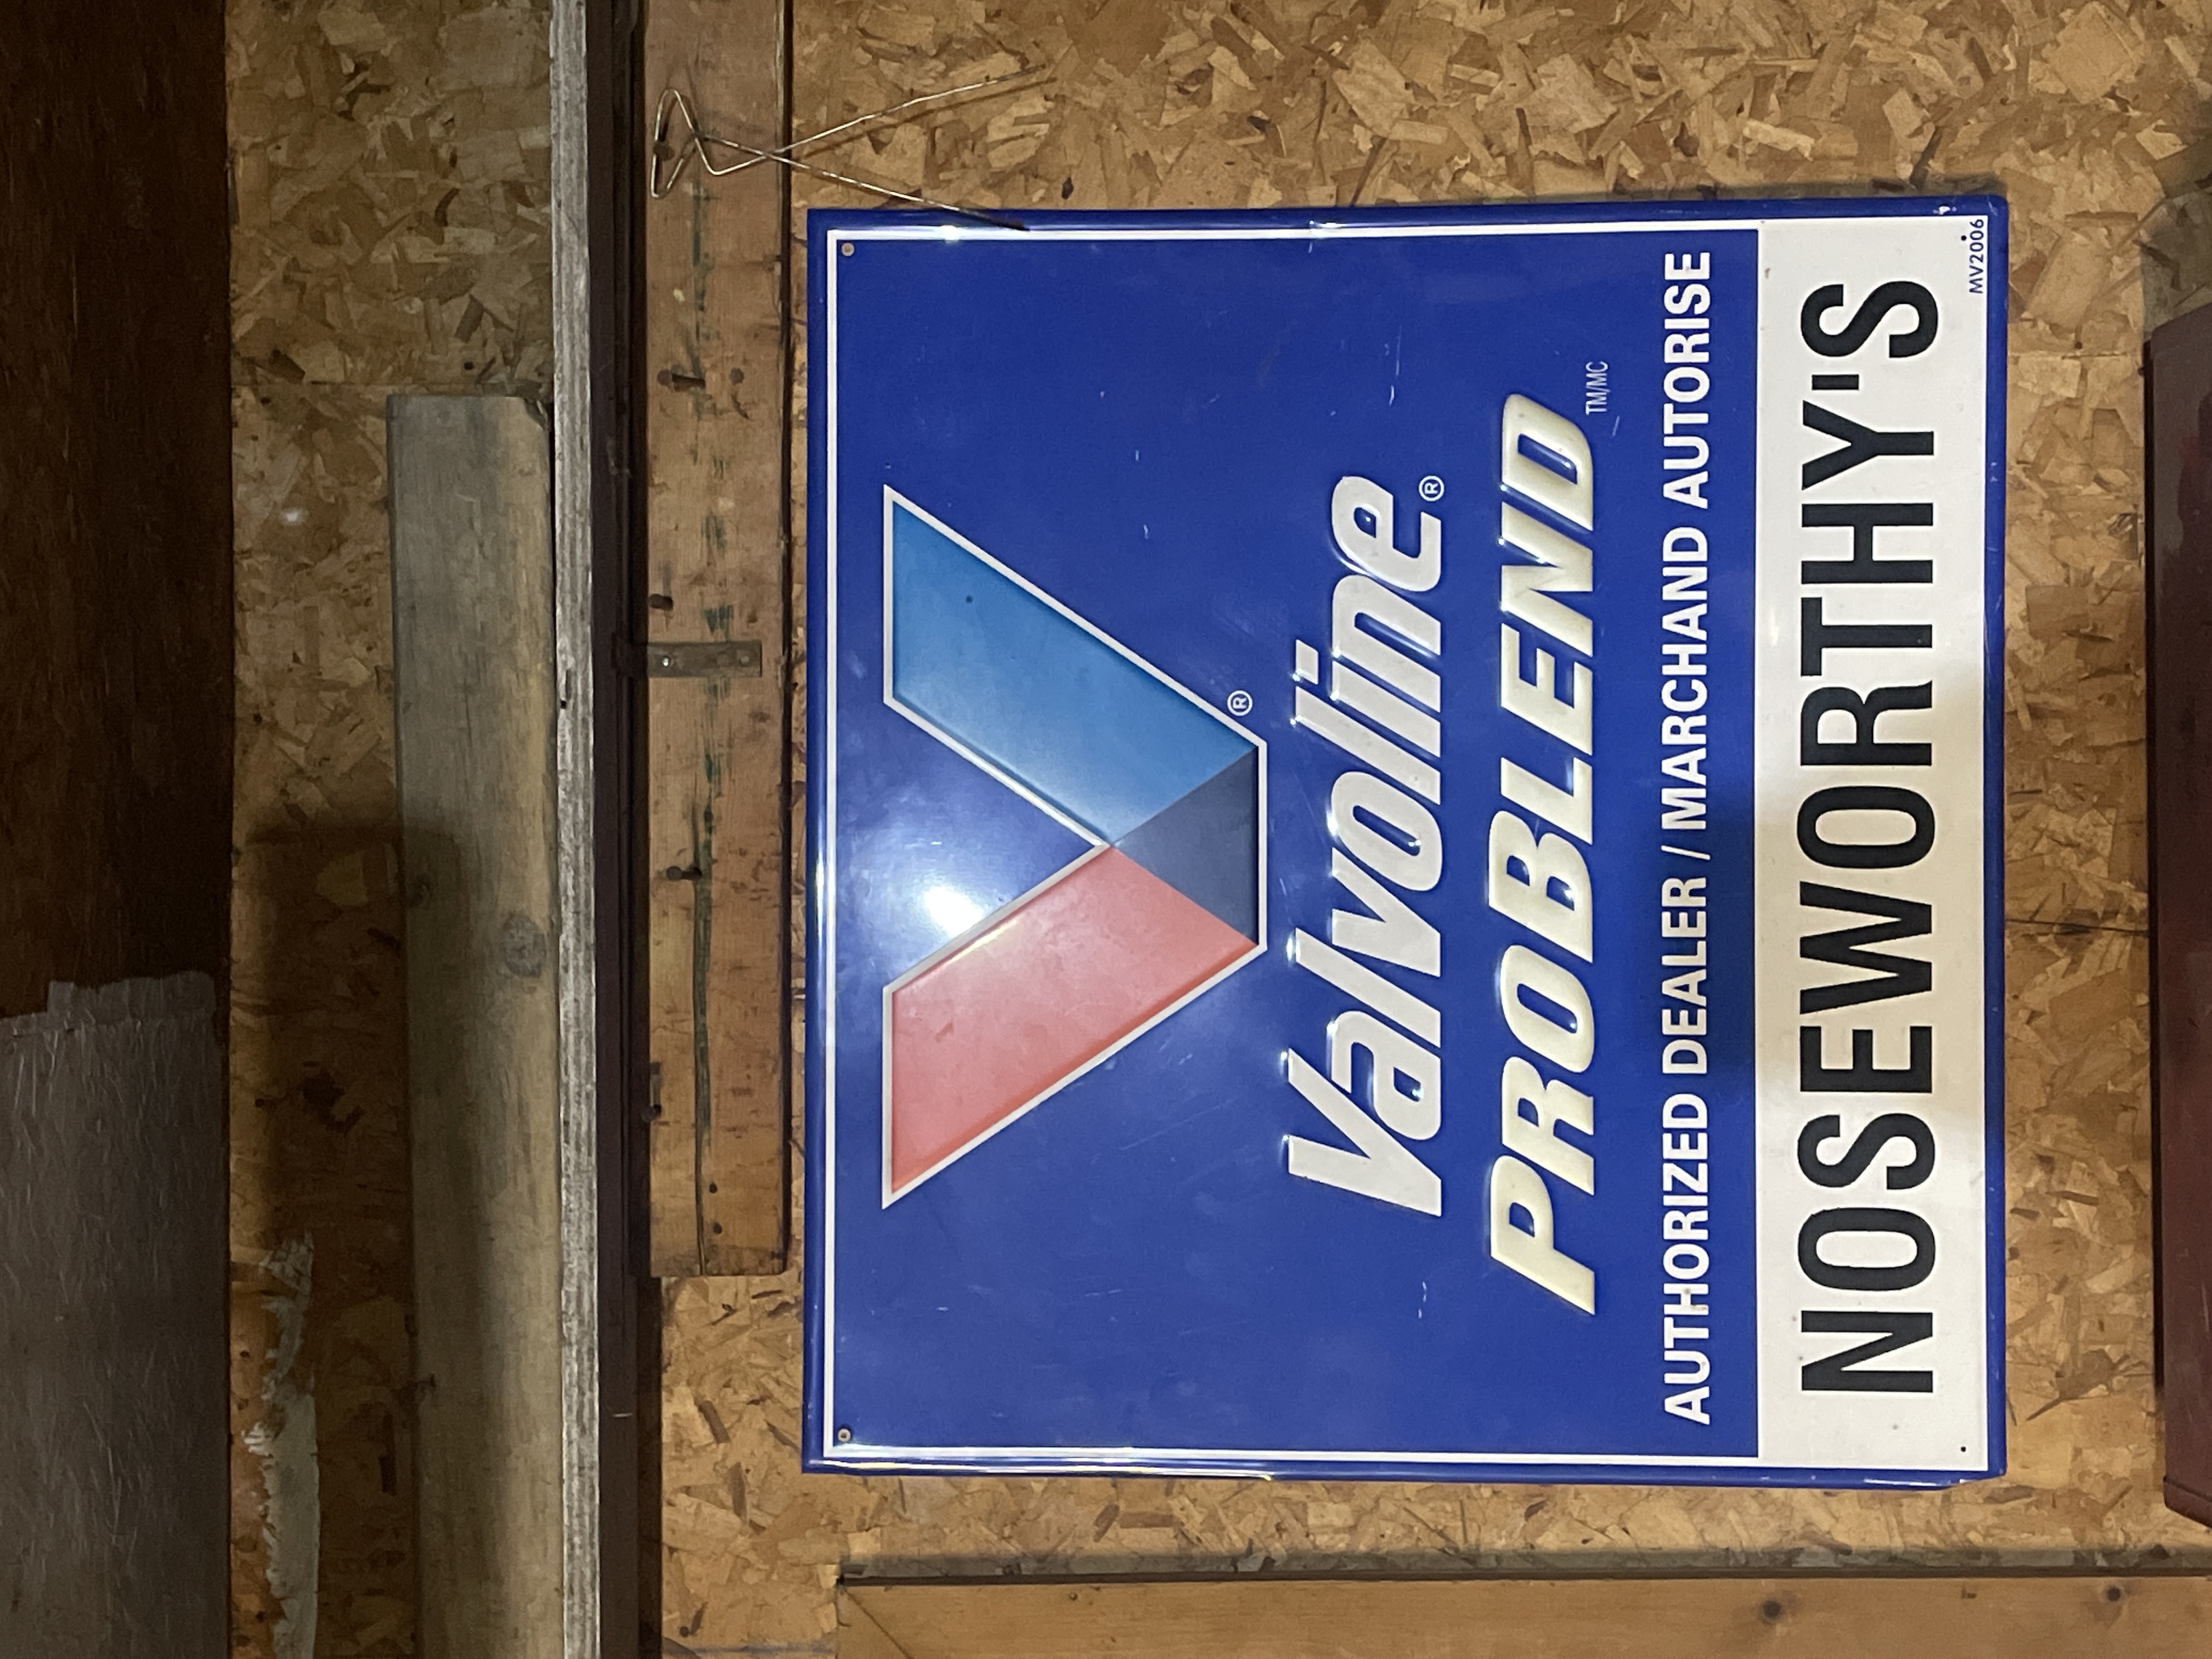 ®
Valvoline®
PROBLEND TM/MC
AUTHORIZED DEALER / MARCHAND AUTORISE
NOSEWORTHY'S
MV2006